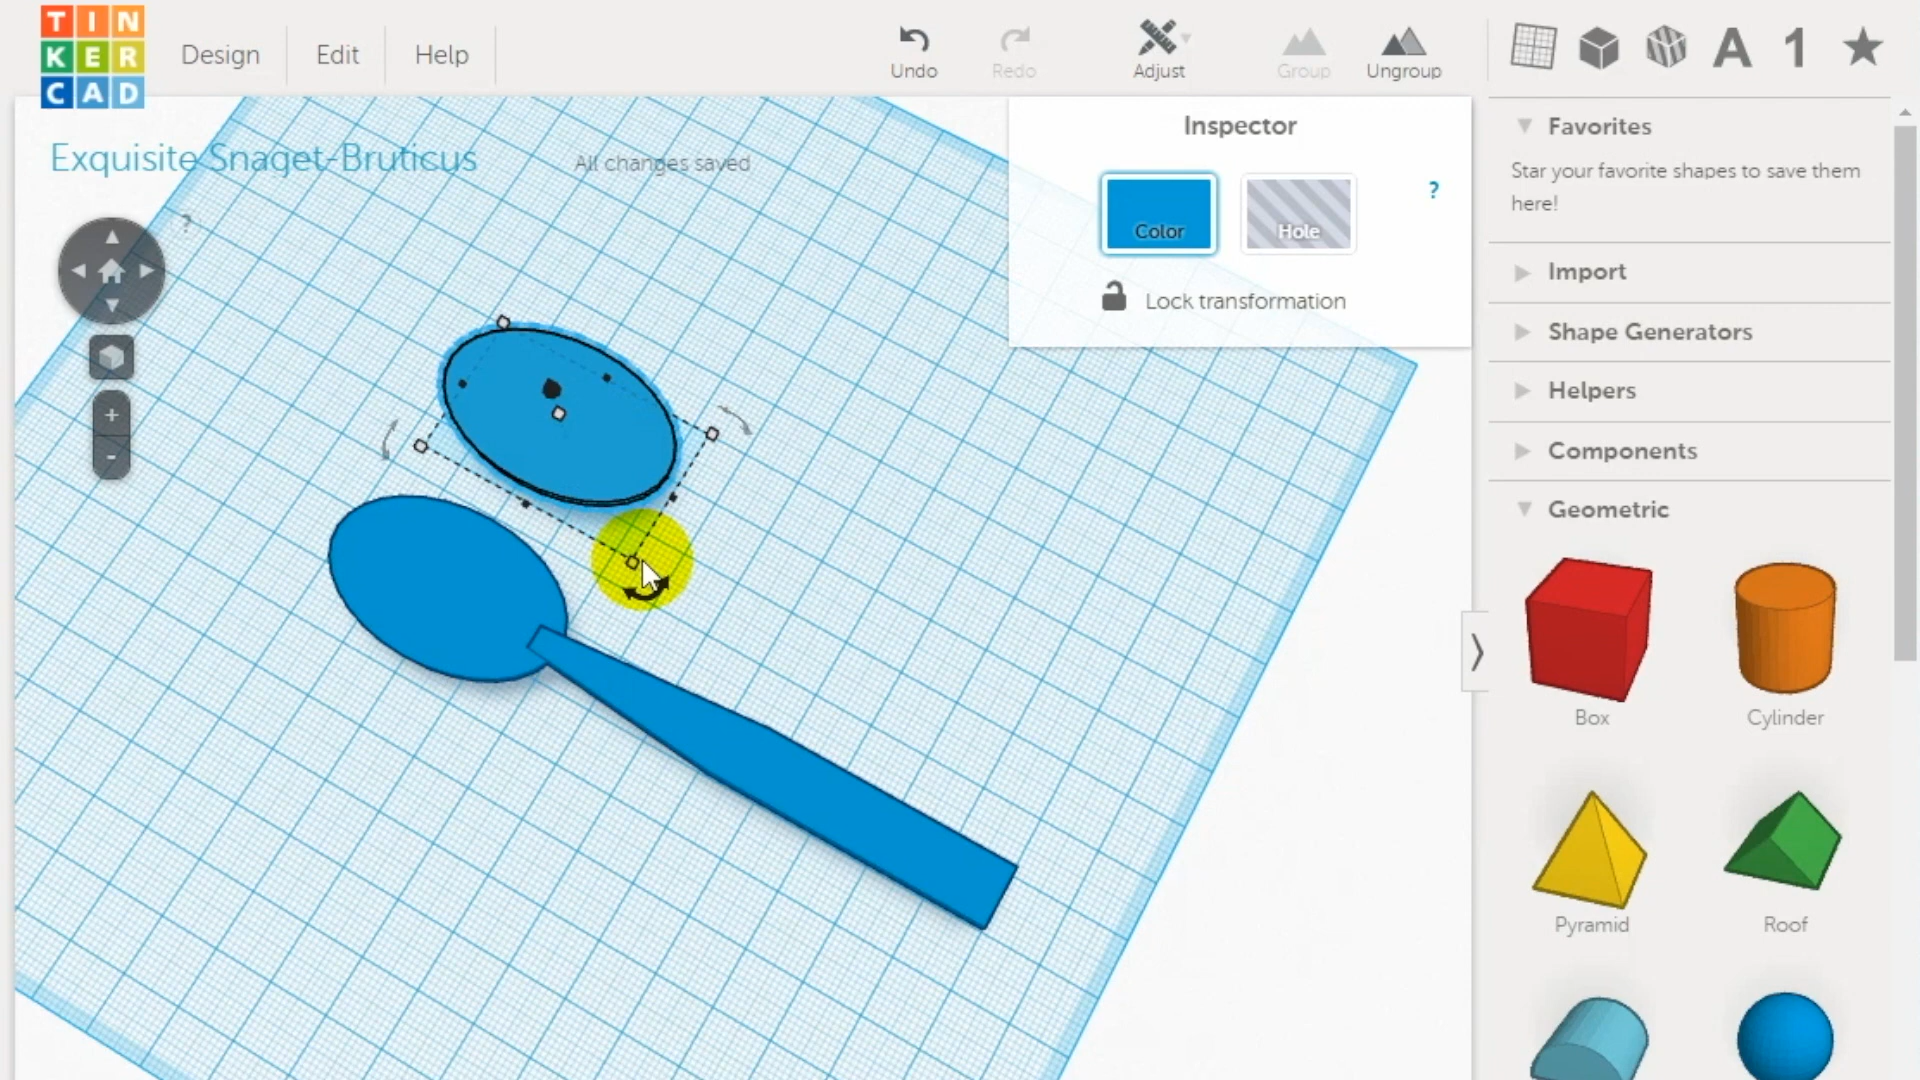 TIN
KER
CAD
Design
Edit
Help
Undo
Redo
Adjust
Group
Ungroup
A
1
Exquisite Snaget-Bruticus
All changes saved
?
+
-
Inspector
Color
Hole
?
Lock transformation
Favorites
Star your favorite shapes to save them
here!
Import
Shape Generators
Helpers
Components
Geometric
Box
Cylinder
Pyramid
Roof